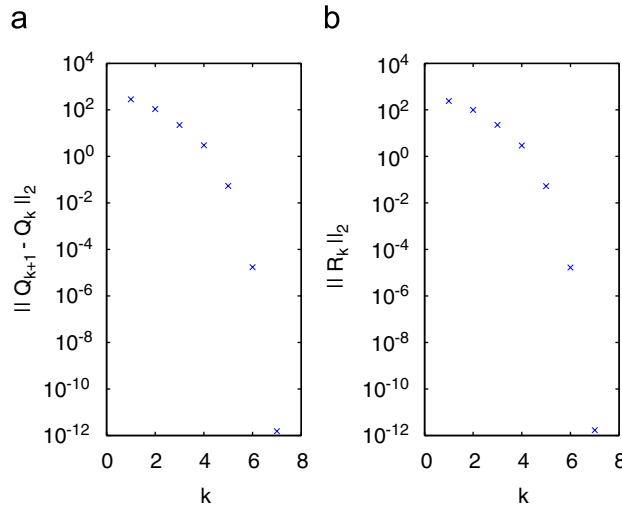 a
|| Q_{k+1} - Q_k ||_2
10^4
10^2
10^0
10^{-2}
10^{-4}
10^{-6}
10^{-8}
10^{-10}
10^{-12}
0 2 4 6 8
k
b
|| R_k ||_2
10^4
10^2
10^0
10^{-2}
10^{-4}
10^{-6}
10^{-8}
10^{-10}
10^{-12}
0 2 4 6 8
k